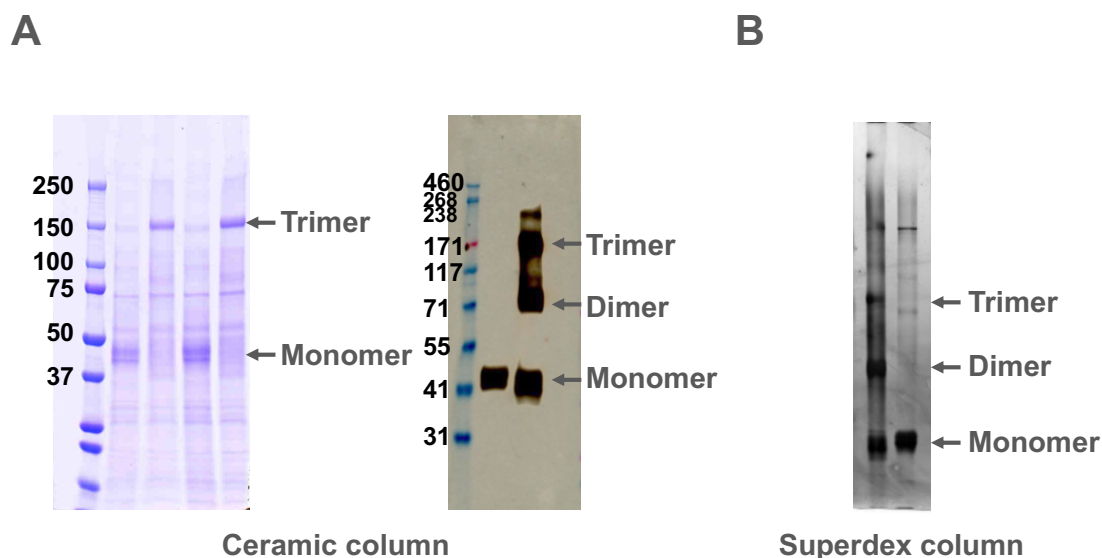 A
B
250
150
100
75
50
37
Trimer
Monomer
460
268
238
171
117
71
55
41
31
Trimer
Dimer
Monomer
Trimer
Dimer
Monomer
Ceramic column
Superdex column